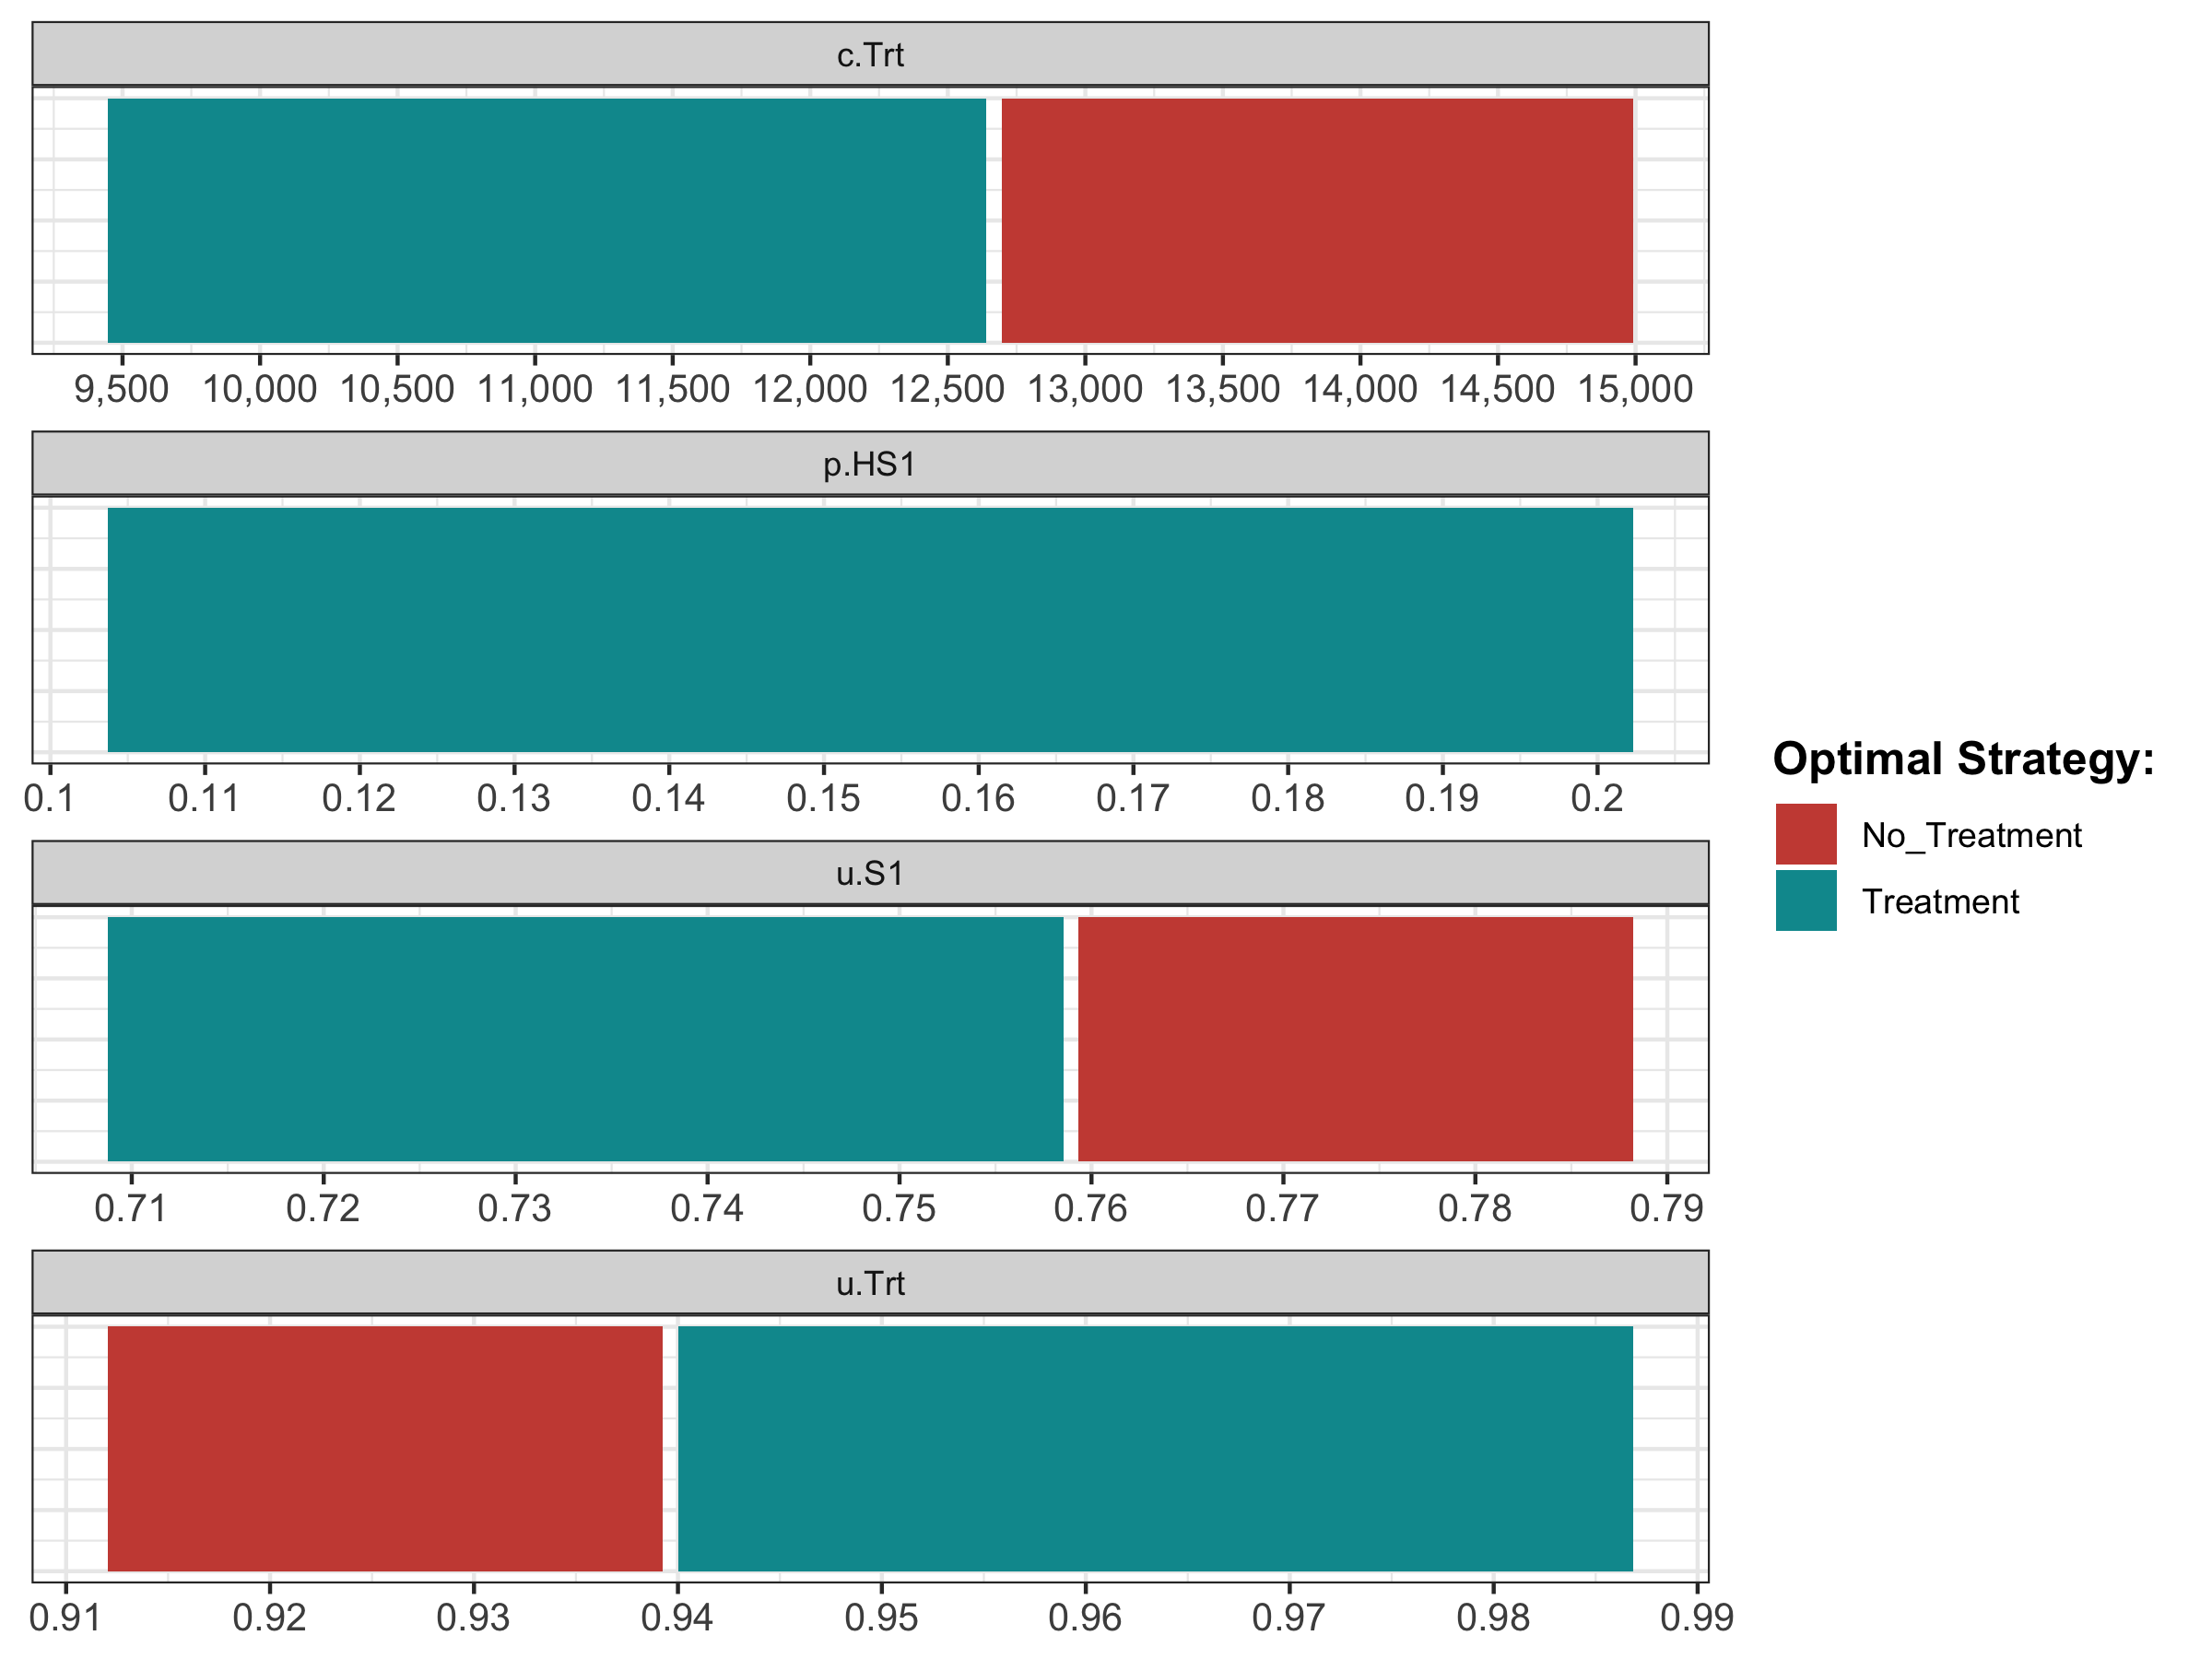 c.Trt
9,500 10,000 10,500 11,000 11,500 12,000 12,500 13,000 13,500 14,000 14,500 15,000
p.HS1
0.1 0.11 0.12 0.13 0.14 0.15 0.16 0.17 0.18 0.19 0.2
u.S1
0.71 0.72 0.73 0.74 0.75 0.76 0.77 0.78 0.79
u.Trt
0.91 0.92 0.93 0.94 0.95 0.96 0.97 0.98 0.99
Optimal Strategy:
No_Treatment
Treatment